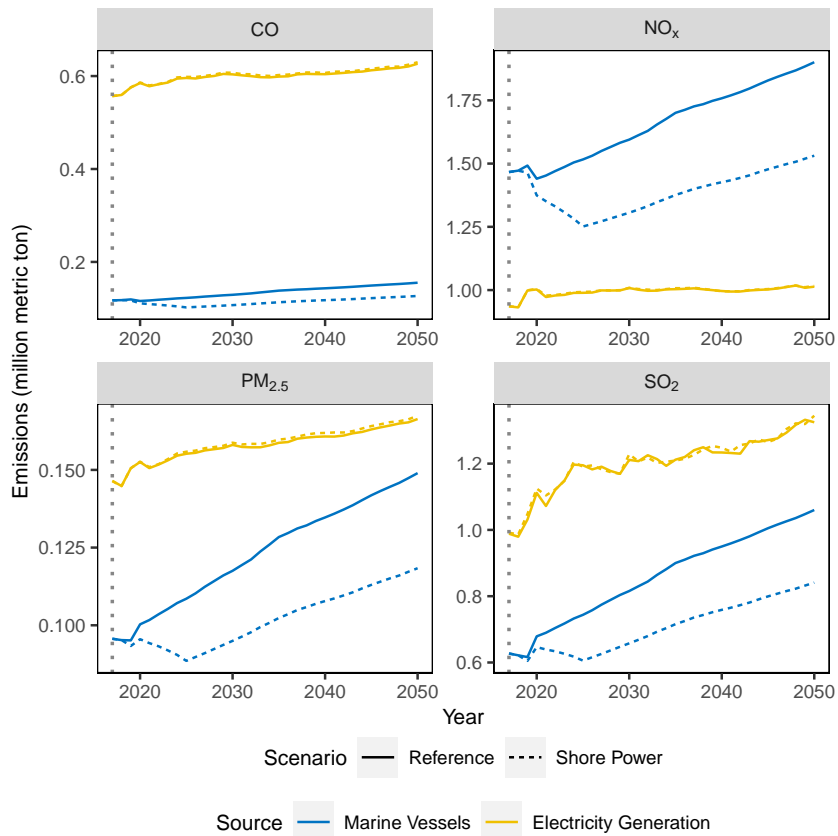 CO
NOx
0.6
0.4
0.2
1.75
1.50
1.25
1.00
2020 2030 2040 2050
2020 2030 2040 2050
Emissions (million metric ton)
PM2.5
SO2
0.150
0.125
0.100
1.2
1.0
0.8
0.6
2020 2030 2040 2050
2020 2030 2040 2050
Year
Scenario Reference Shore Power
Source Marine Vessels Electricity Generation